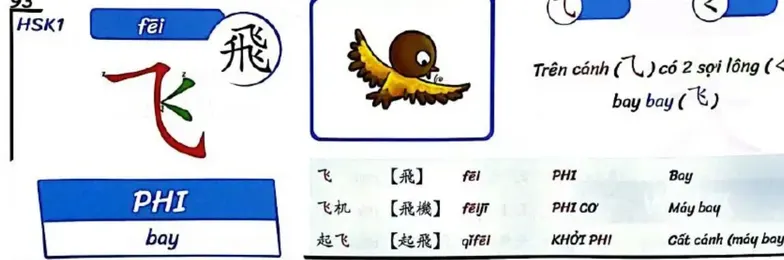 93
HSK1
fēi
飛
飞
PHI
bay
Trên cánh (⺄) có 2 sợi lông (
bay bay (飞)
飞 【飛】 fēi PHI Bay
飞机 【飛機】 fēijī PHI CƠ Máy bay
起飞 【起飛】 qǐfēi KHỞI PHI Cất cánh (máy bay